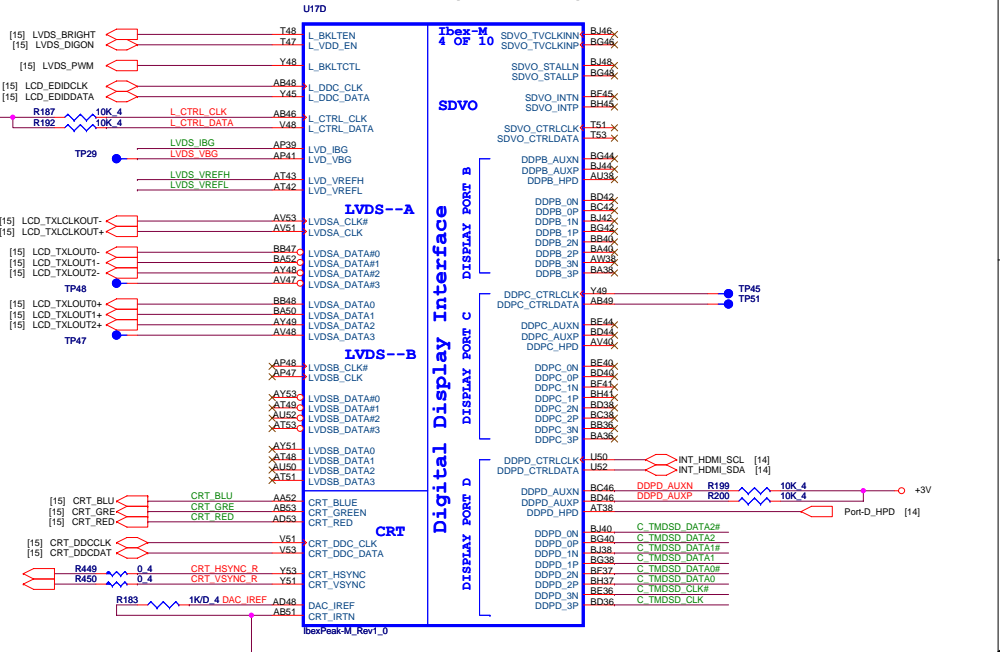 U17D
Ibex-M
4 OF 10
[15] LVDS_BRIGHT T48 L_BKLTEN
[15] LVDS_DIGON T47 L_VDD_EN
[15] LVDS_PWM Y48 L_BKLTCTL
[15] LCD_EDIDCLK AB48 L_DDC_CLK
[15] LCD_EDIDDATA Y45 L_DDC_DATA
R187 10K_4 L_CTRL_CLK AB46 L_CTRL_CLK
R192 10K_4 L_CTRL_DATA V48 L_CTRL_DATA
LVDS_IBG AP39 LVD_IBG
TP29 LVDS_VBG AP41 LVD_VBG
LVDS_VREFH AT43 LVD_VREFH
LVDS_VREFL AT42 LVD_VREFL
LVDS--A
[15] LCD_TXLCLKOUT- AV53 LVDSA_CLK#
[15] LCD_TXLCLKOUT+ AV51 LVDSA_CLK
[15] LCD_TXLOUT0- BB47 LVDSA_DATA#0
[15] LCD_TXLOUT1- BA52 LVDSA_DATA#1
[15] LCD_TXLOUT2- AY48 LVDSA_DATA#2
TP48 AV47 LVDSA_DATA#3
[15] LCD_TXLOUT0+ BB48 LVDSA_DATA0
[15] LCD_TXLOUT1+ BA50 LVDSA_DATA1
[15] LCD_TXLOUT2+ AY49 LVDSA_DATA2
TP47 AV48 LVDSA_DATA3
LVDS--B
AP48 LVDSB_CLK#
AP47 LVDSB_CLK
AY53 LVDSB_DATA#0
AT49 LVDSB_DATA#1
AU52 LVDSB_DATA#2
AT53 LVDSB_DATA#3
AY51 LVDSB_DATA0
AT48 LVDSB_DATA1
AU50 LVDSB_DATA2
AT51 LVDSB_DATA3
[15] CRT_BLU CRT_BLU AA52 CRT_BLUE
[15] CRT_GRE CRT_GRE AB53 CRT_GREEN
[15] CRT_RED CRT_RED AD53 CRT_RED
CRT
[15] CRT_DDCCLK V51 CRT_DDC_CLK
[15] CRT_DDCDAT V53 CRT_DDC_DATA
R449 0_4 CRT_HSYNC_R Y53 CRT_HSYNC
R450 0_4 CRT_VSYNC_R Y51 CRT_VSYNC
R183 1K/D_4 DAC_IREF AD48 DAC_IREF
AB51 CRT_IRTN
IbexPeak-M_Rev1_0
Digital Display Interface
SDVO
SDVO_TVCLKINN BJ46
SDVO_TVCLKINP BG46
SDVO_STALLN BJ48
SDVO_STALLP BG48
SDVO_INTN BF45
SDVO_INTP BH45
SDVO_CTRLCLK T51
SDVO_CTRLDATA T53
DISPLAY PORT B
DDPB_AUXN BG44
DDPB_AUXP BJ44
DDPB_HPD AU38
DDPB_0N BD42
DDPB_0P BC42
DDPB_1N BJ42
DDPB_1P BG42
DDPB_2N BB40
DDPB_2P BA40
DDPB_3N AW38
DDPB_3P BA38
DISPLAY PORT C
DDPC_CTRLCLK Y49 TP45
DDPC_CTRLDATA AB49 TP51
DDPC_AUXN BE44
DDPC_AUXP BD44
DDPC_HPD AV40
DDPC_0N BE40
DDPC_0P BD40
DDPC_1N BF41
DDPC_1P BH41
DDPC_2N BD38
DDPC_2P BC38
DDPC_3N BB36
DDPC_3P BA36
DISPLAY PORT D
DDPD_CTRLCLK U50 INT_HDMI_SCL [14]
DDPD_CTRLDATA U52 INT_HDMI_SDA [14]
DDPD_AUXN BC46 DDPD_AUXN R199 10K_4 +3V
DDPD_AUXP BD46 DDPD_AUXP R200 10K_4
DDPD_HPD AT38 Port-D_HPD [14]
DDPD_0N BJ40 C_TMDSD_DATA2#
DDPD_0P BG40 C_TMDSD_DATA2
DDPD_1N BJ38 C_TMDSD_DATA1#
DDPD_1P BG38 C_TMDSD_DATA1
DDPD_2N BF37 C_TMDSD_DATA0#
DDPD_2P BH37 C_TMDSD_DATA0
DDPD_3N BE36 C_TMDSD_CLK#
DDPD_3P BD36 C_TMDSD_CLK